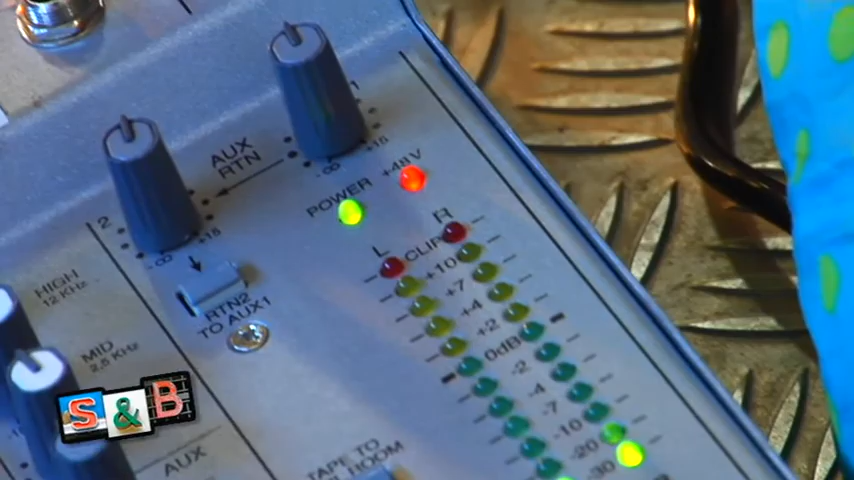 AUX
RTN
+15
-∞
POWER
+48V
2
-∞
+15
L
R
CLIP
HIGH
12 KHz
RTN2
TO AUX1
+10
+7
+4
+2
0dB
-2
-4
-7
-10
-20
-30
MID
2,5 KHz
S&B
AUX
TAPE TO